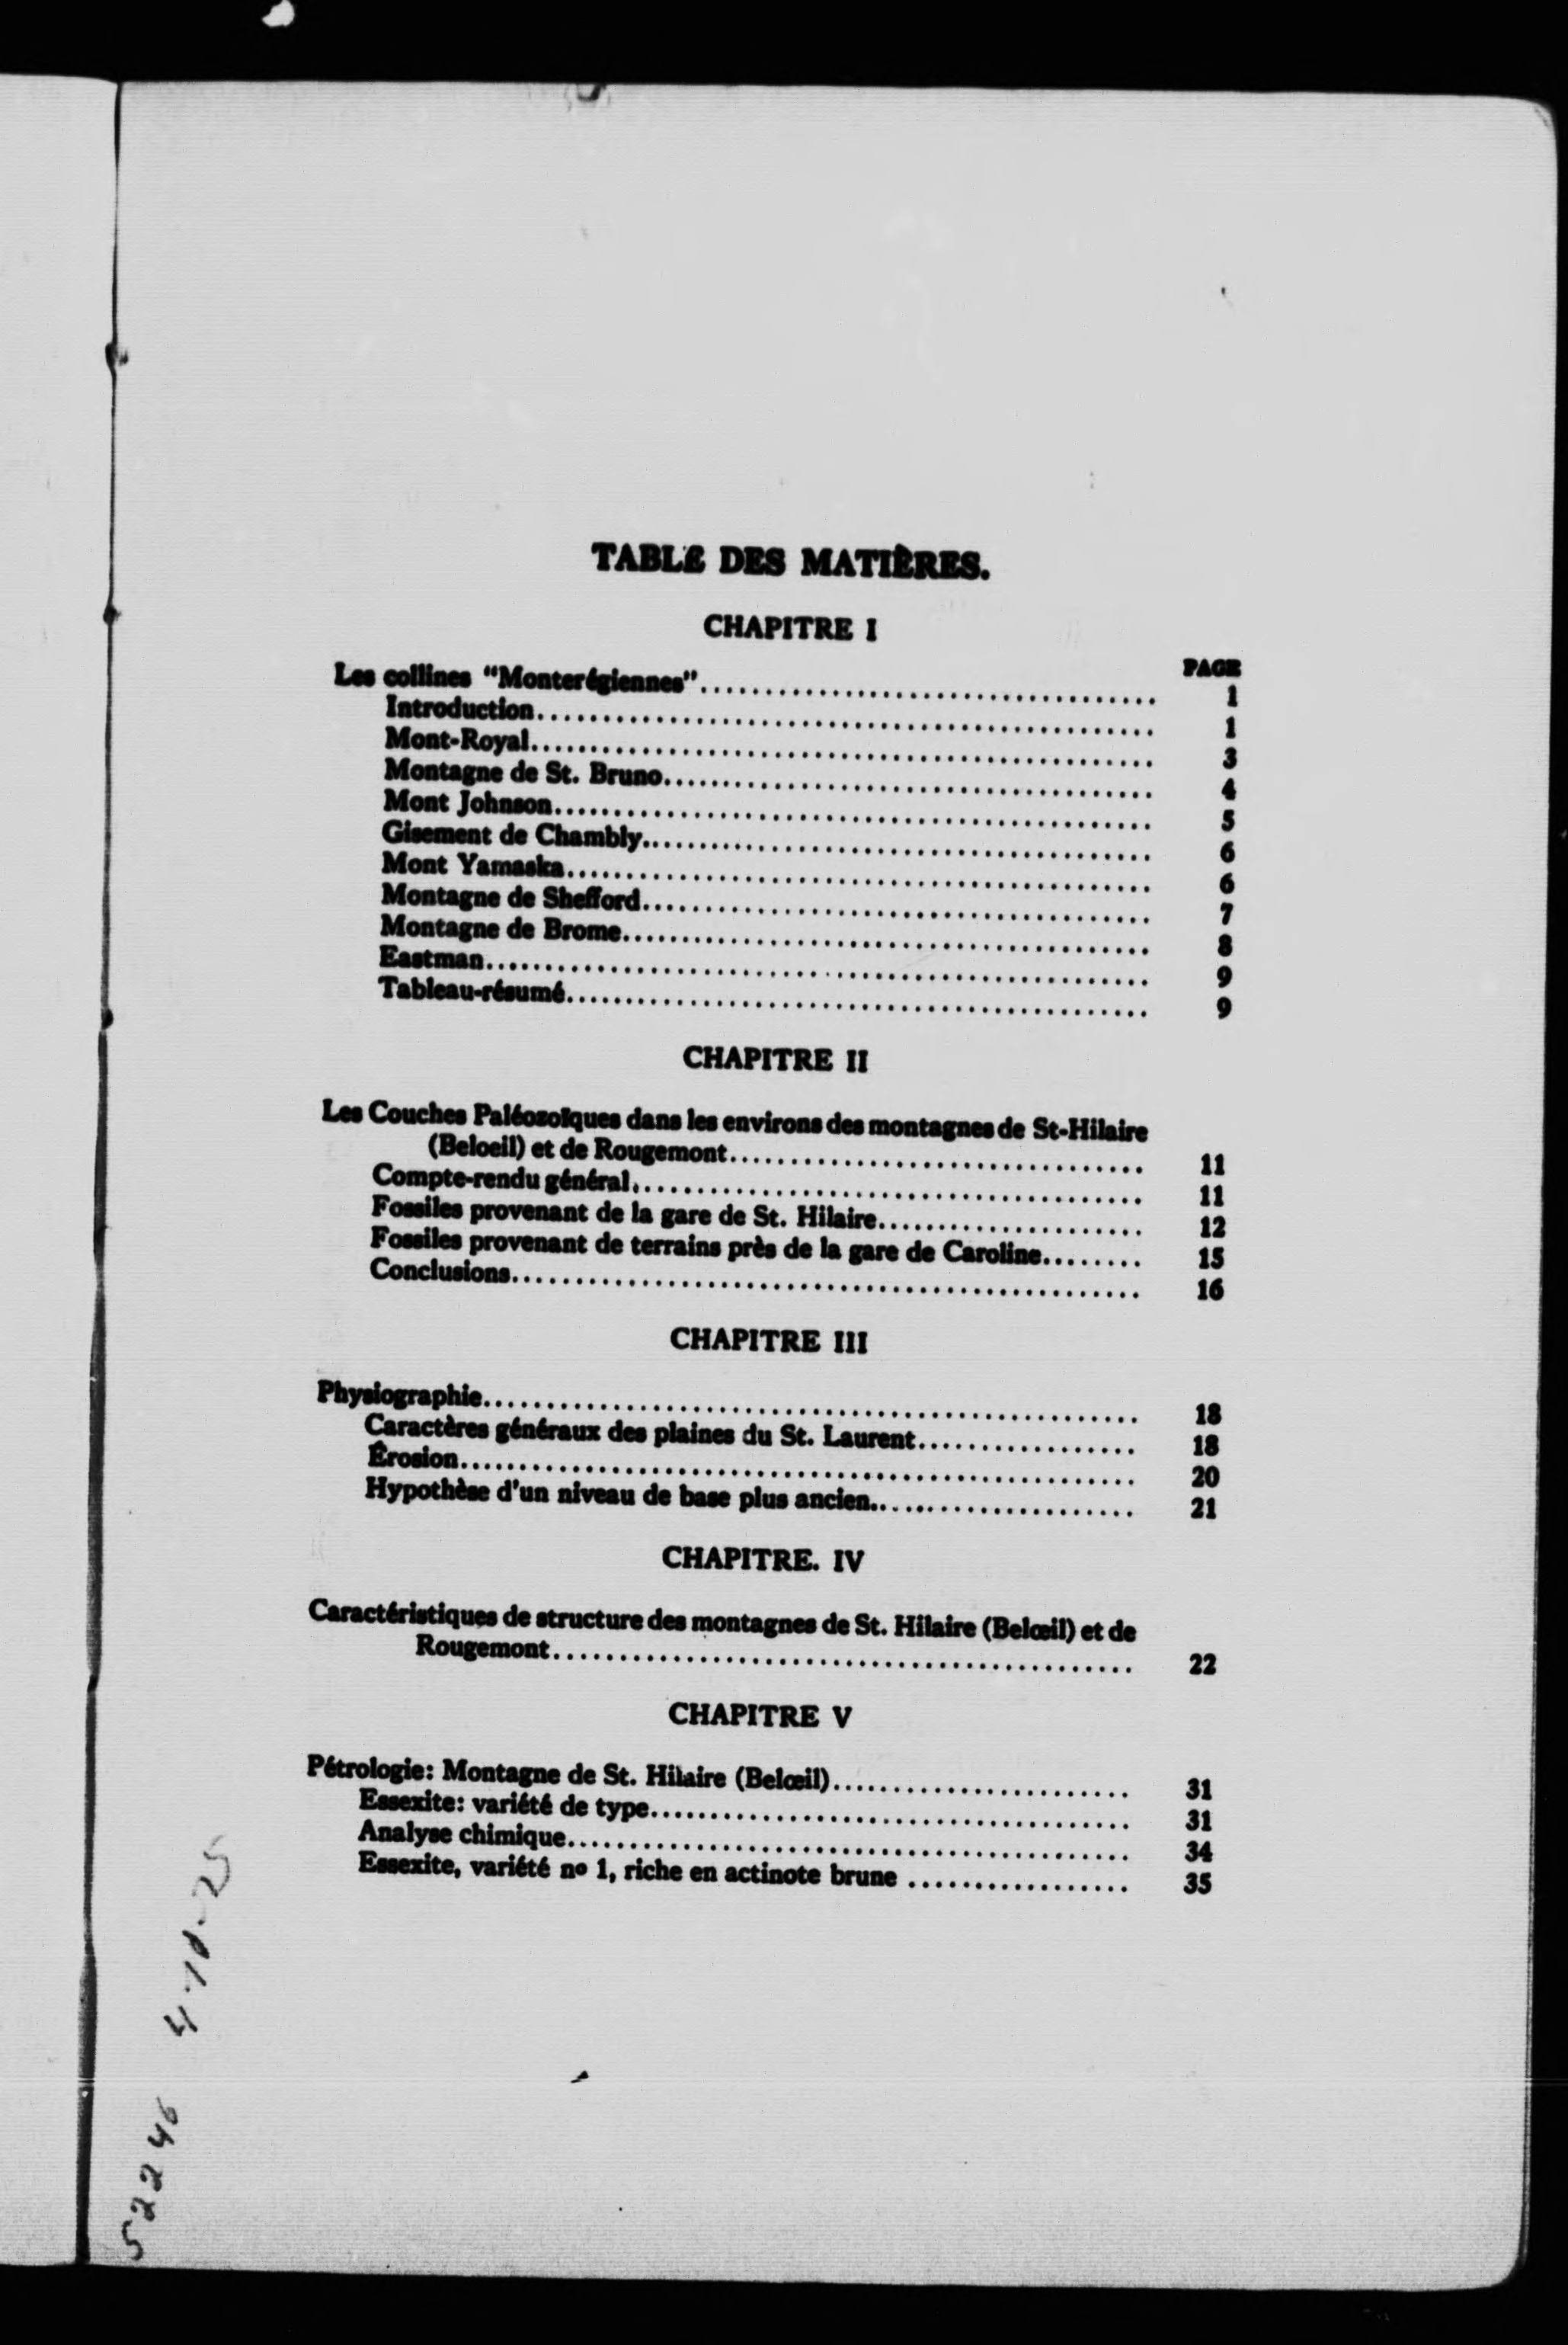 TABLE DES MATIÈRES.
CHAPITRE I
PAGE
Les collines "Monterégiennes"........................................ 1
Introduction........................................ 1
Mont-Royal........................................ 3
Montagne de St. Bruno........................................ 4
Mont Johnson........................................ 5
Gisement de Chambly........................................ 6
Mont Yamaska........................................ 6
Montagne de Shefford........................................ 7
Montagne de Brome........................................ 8
Eastman........................................ 9
Tableau-résumé........................................ 9
CHAPITRE II
Les Couches Paléozoïques dans les environs des montagnes de St-Hilaire
(Beloeil) et de Rougemont................................ 11
Compte-rendu général........................................ 11
Fossiles provenant de la gare de St. Hilaire....................... 12
Fossiles provenant de terrains près de la gare de Caroline........ 15
Conclusions........................................ 16
CHAPITRE III
Physiographie........................................ 18
Caractères généraux des plaines du St. Laurent................. 18
Êrosion........................................ 20
Hypothèse d'un niveau de base plus ancien...................... 21
CHAPITRE. IV
Caractéristiques de structure des montagnes de St. Hilaire (Belœil) et de
Rougemont........................................ 22
CHAPITRE V
Pétrologie: Montagne de St. Hilaire (Belœil)........................ 31
Essexite: variété de type........................................ 31
Analyse chimique........................................ 34
Essexite, variété nº 1, riche en actinote brune .................. 35
52246 4-10-25